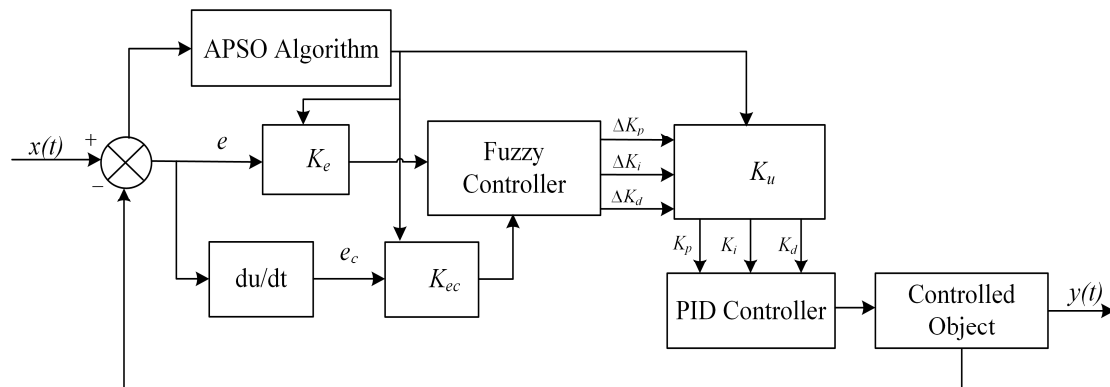 APSO Algorithm
x(t)
+
−
e
K_e
Fuzzy
Controller
ΔK_p
ΔK_i
ΔK_d
K_u
du/dt
e_c
K_ec
K_p
K_i
K_d
PID Controller
Controlled
Object
y(t)